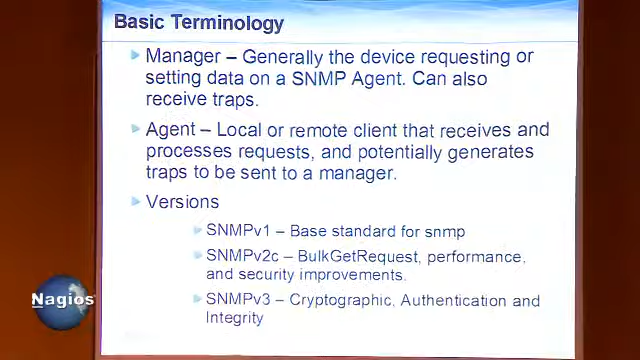 Basic Terminology
Manager – Generally the device requesting or
setting data on a SNMP Agent. Can also
receive traps.
Agent – Local or remote client that receives and
processes requests, and potentially generates
traps to be sent to a manager.
Versions
SNMPv1 – Base standard for snmp
SNMPv2c – BulkGetRequest, performance,
and security improvements.
SNMPv3 – Cryptographic, Authentication and
Integrity
Nagios